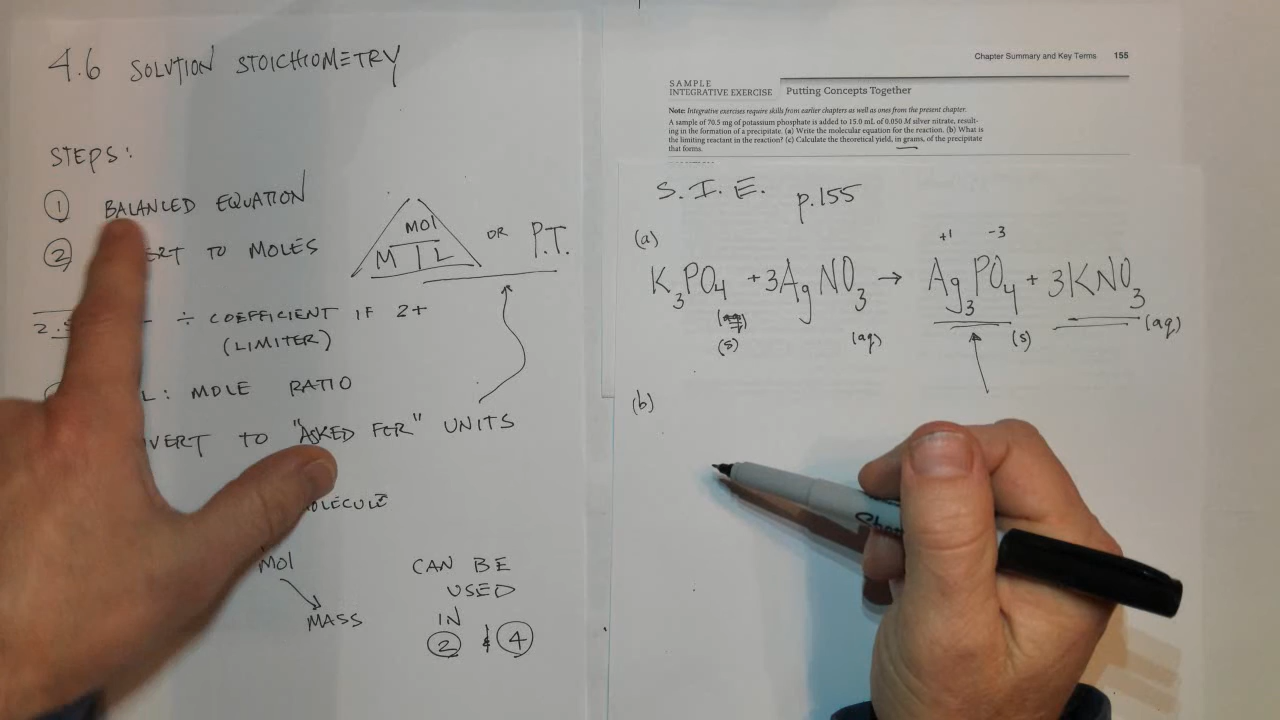 4.6 SOLUTION STOICHIOMETRY
STEPS:
① BALANCED EQUATION
② ERT TO MOLES
MOL
M L
OR P.T.
2.5 ÷ COEFFICIENT IF 2+
(LIMITER)
L: MOLE RATIO
VERT TO "ASKED FOR" UNITS
OLECULE
MOL
MASS
CAN BE
USED
IN
② & ④
Chapter Summary and Key Terms 155
SAMPLE
INTEGRATIVE EXERCISE Putting Concepts Together
Note: Integrative exercises require skills from earlier chapters as well as ones from the present chapter.
A sample of 70.5 mg of potassium phosphate is added to 15.0 mL of 0.050 M silver nitrate, result-
ing in the formation of a precipitate. (a) Write the molecular equation for the reaction. (b) What is
the limiting reactant in the reaction? (c) Calculate the theoretical yield, in grams, of the precipitate
that forms.
S.I.E. p.155
(a)
+1 -3
K₃PO₄ + 3AgNO₃ → Ag₃PO₄ + 3KNO₃
(s) (aq) (s) (aq)
(b)
Shar